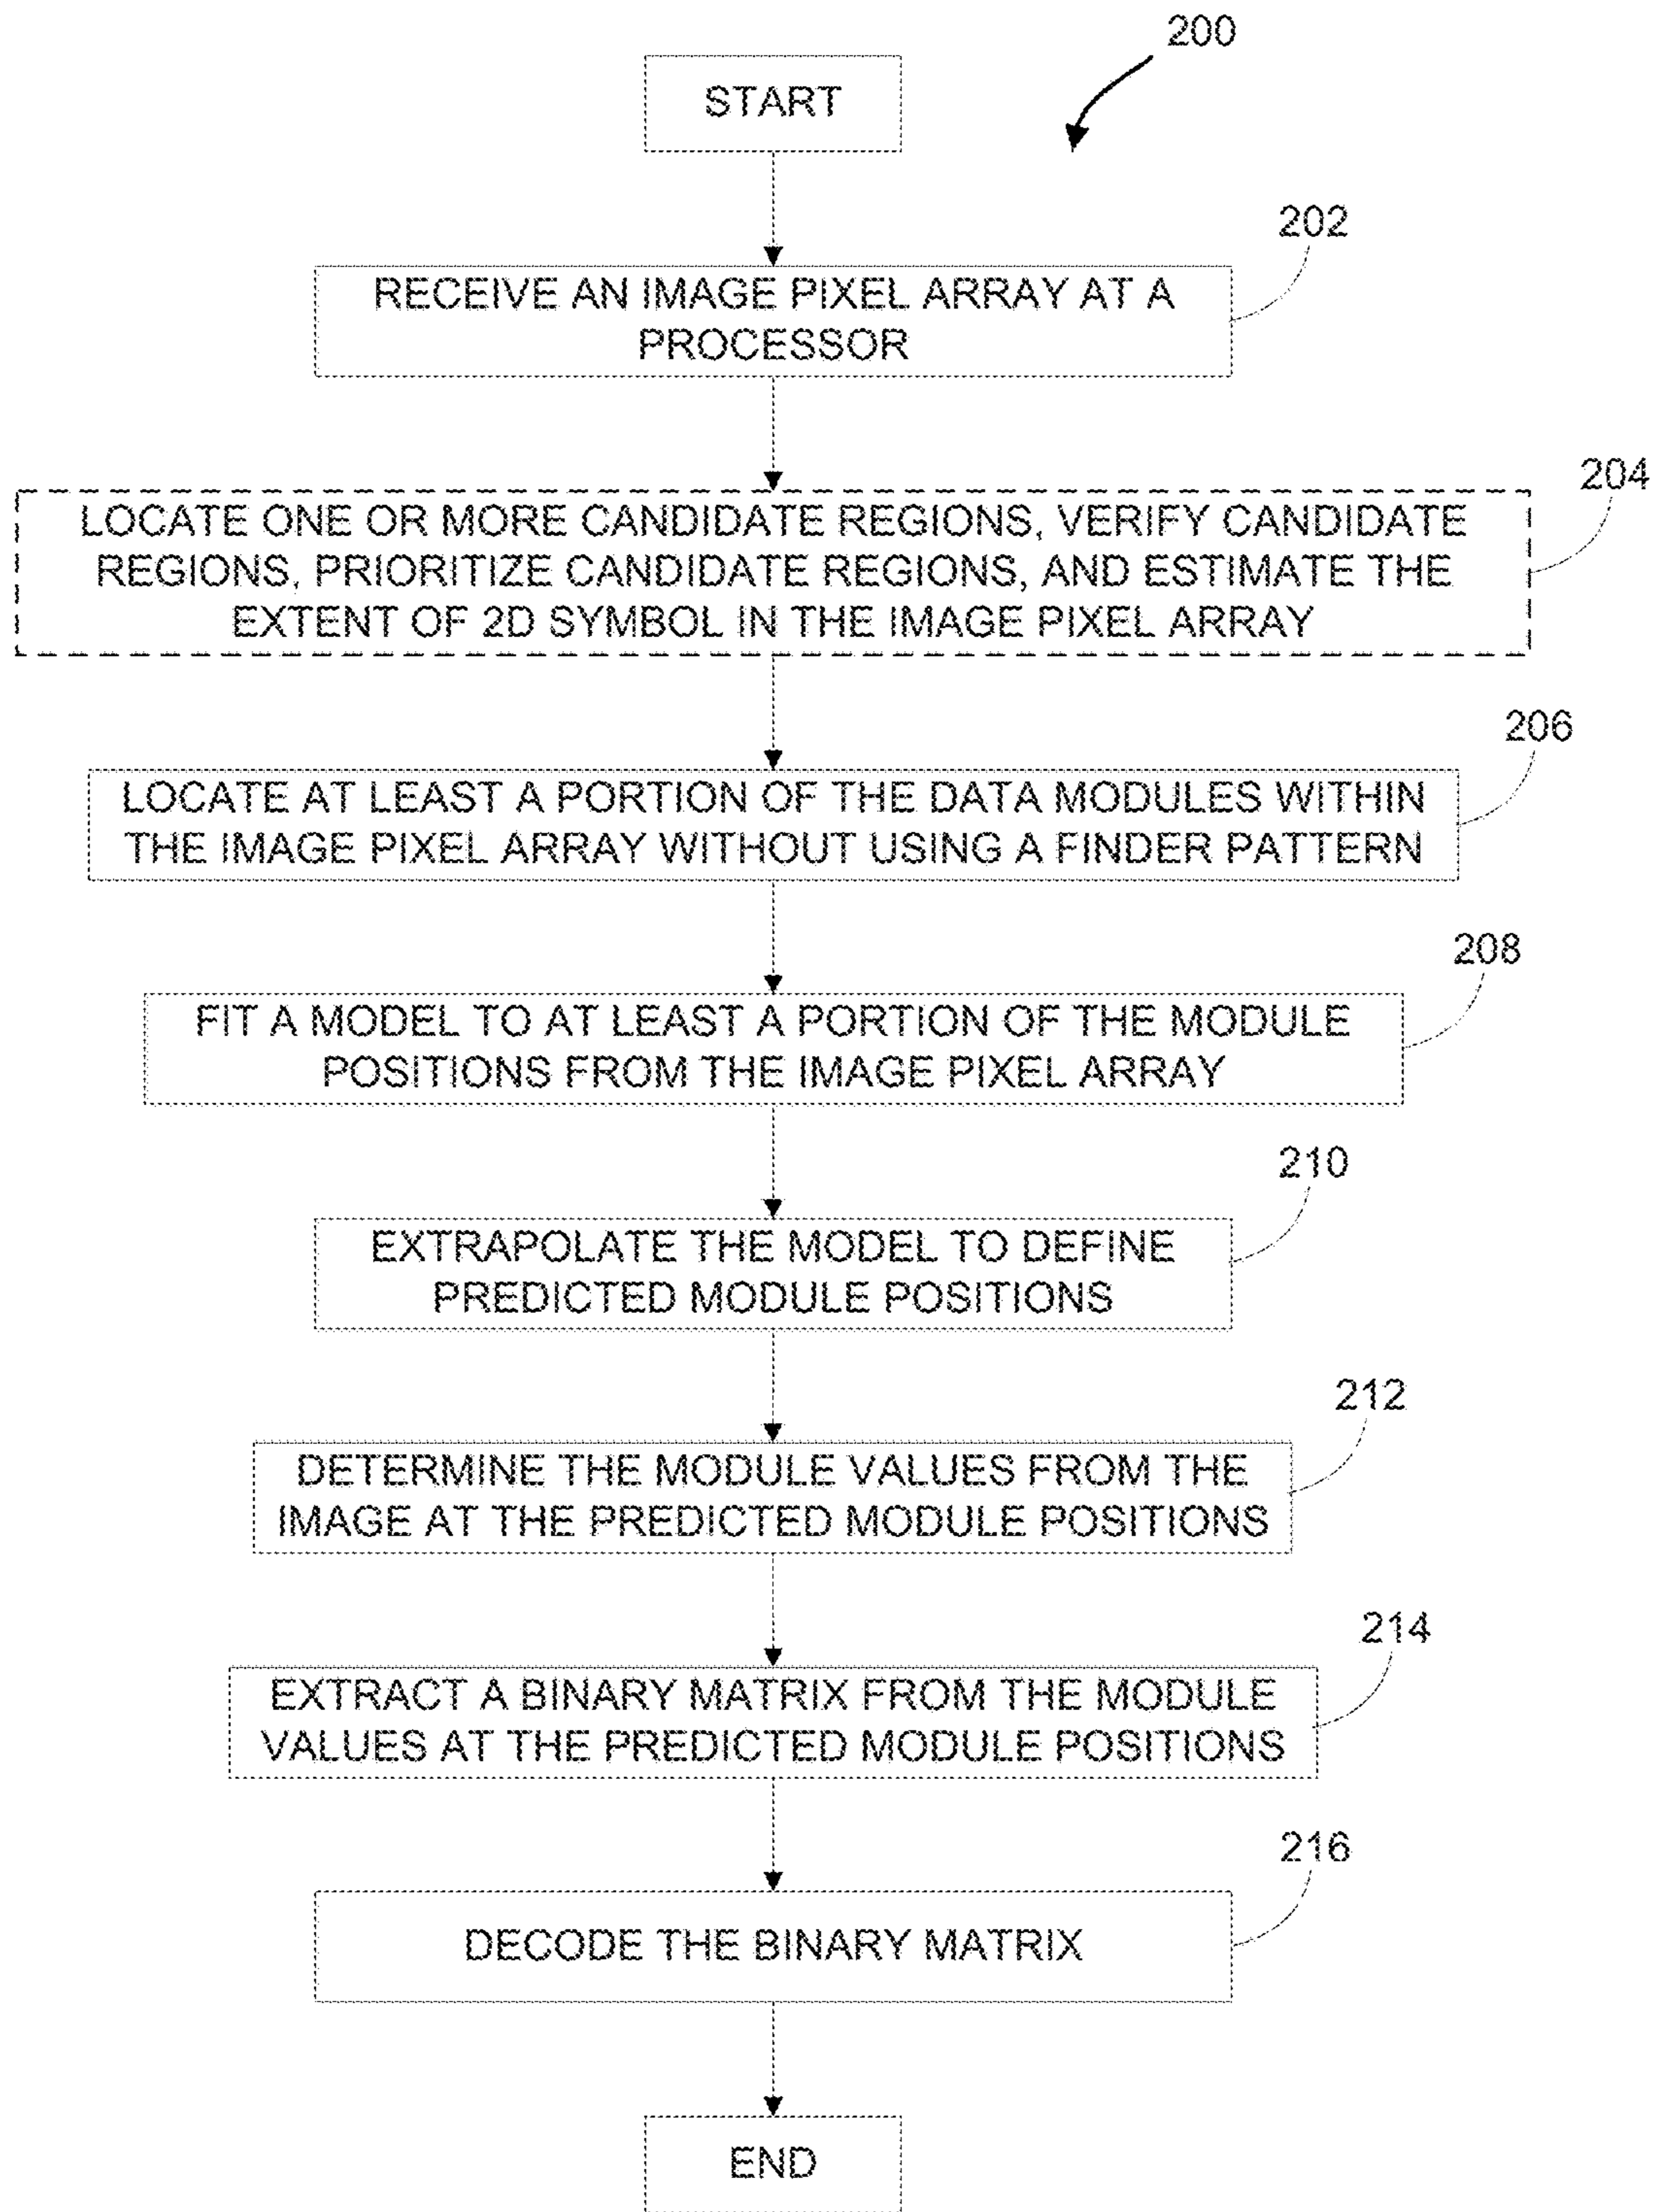 200
START
202
RECEIVE AN IMAGE PIXEL ARRAY AT A
PROCESSOR
204
LOCATE ONE OR MORE CANDIDATE REGIONS, VERIFY CANDIDATE
REGIONS, PRIORITIZE CANDIDATE REGIONS, AND ESTIMATE THE
EXTENT OF 2D SYMBOL IN THE IMAGE PIXEL ARRAY
206
LOCATE AT LEAST A PORTION OF THE DATA MODULES WITHIN
THE IMAGE PIXEL ARRAY WITHOUT USING A FINDER PATTERN
208
FIT A MODEL TO AT LEAST A PORTION OF THE MODULE
POSITIONS FROM THE IMAGE PIXEL ARRAY
210
EXTRAPOLATE THE MODEL TO DEFINE
PREDICTED MODULE POSITIONS
212
DETERMINE THE MODULE VALUES FROM THE
IMAGE AT THE PREDICTED MODULE POSITIONS
214
EXTRACT A BINARY MATRIX FROM THE MODULE
VALUES AT THE PREDICTED MODULE POSITIONS
216
DECODE THE BINARY MATRIX
END